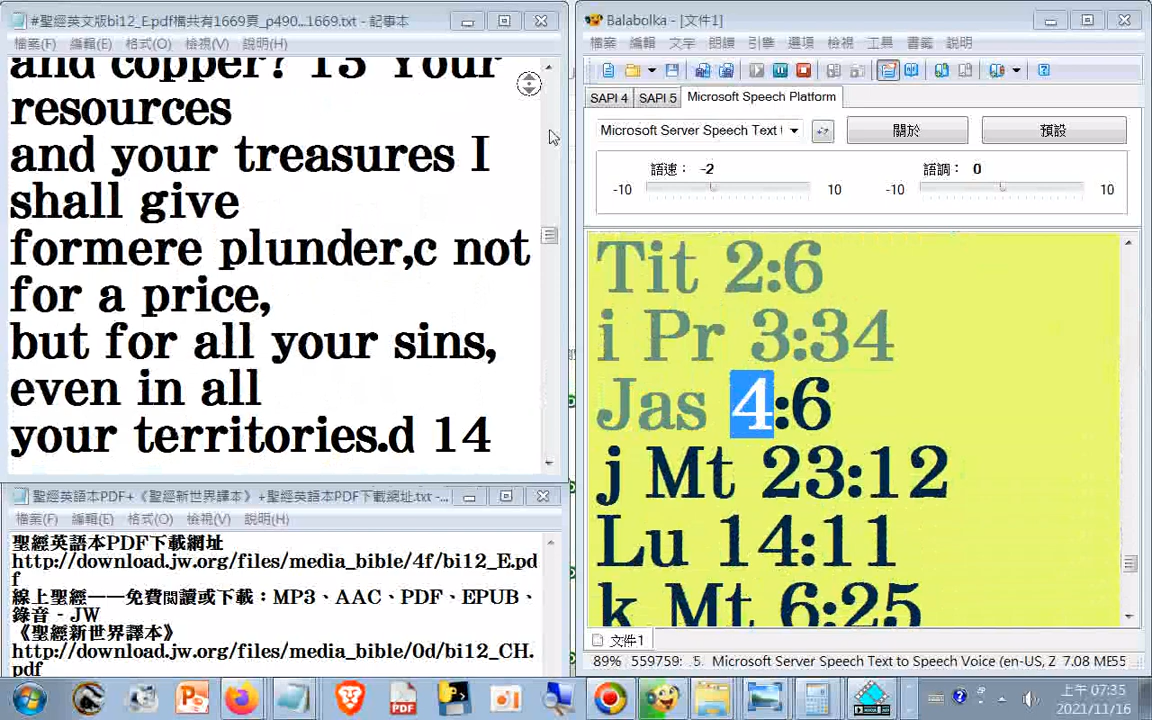 #聖經英文版bi12_E.pdf檔共有1669頁_p490...1669.txt - 記事本
檔案(F) 編輯(E) 格式(O) 檢視(V) 說明(H)
and copper? 13 Your
resources
and your treasures I
shall give
formere plunder,c not
for a price,
but for all your sins,
even in all
your territories.d 14
聖經英語本PDF+《聖經新世界譯本》+聖經英語本PDF下載網址.txt -...
檔案(F) 編輯(E) 格式(O) 檢視(V) 說明(H)
聖經英語本PDF下載網址
http://download.jw.org/files/media_bible/4f/bi12_E.pd
f
線上聖經——免費閱讀或下載：MP3、AAC、PDF、EPUB、
錄音 - JW
《聖經新世界譯本》
http://download.jw.org/files/media_bible/0d/bi12_CH.
pdf
Balabolka - [文件1]
檔案 編輯 文字 朗讀 引擎 選項 檢視 工具 書籤 說明
SAPI 4 SAPI 5 Microsoft Speech Platform
Microsoft Server Speech Text 關於 預設
語速： -2 語調： 0
-10 10 -10 10
Tit 2:6
i Pr 3:34
Jas 4:6
j Mt 23:12
Lu 14:11
k Mt 6:25
文件1
89% 559759: 5. Microsoft Server Speech Text to Speech Voice (en-US, Z 7.08 ME55
PDF
上午 07:35
2021/11/16